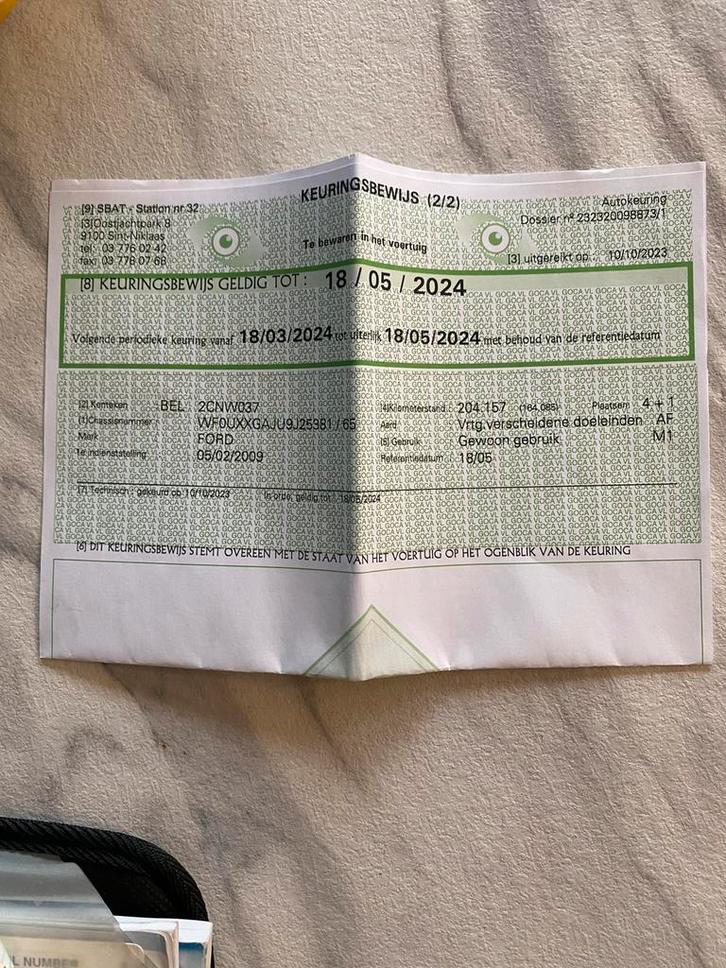 KEURINGSBEWIJS (2/2)
[9] SBAT - Station nr.32
[3]Oostjachtpark 8
9100 Sint-Niklaas
tel: 03 776 02 42
fax: 03 778 07 68
Te bewaren in het voertuig
Autokeuring
Dossier nº 232320098873/1
[3] uitgereikt op : 10/10/2023
[8] KEURINGSBEWIJS GELDIG TOT : 18 / 05 / 2024
Volgende periodieke keuring vanaf 18/03/2024 tot uiterlijk 18/05/2024 met behoud van de referentiedatum
[2] Kenteken : BEL 2CNW037
[1] Chassisnummer : WF0UXXGAJU9J25381 / 65
Merk FORD
1e indienststelling : 05/02/2009
[4] Kilometerstand : 204.157 (164.085) Plaatsen : 4 + 1
Aard : Vrtg.verscheidene doeleinden AF
[5] Gebruik : Gewoon gebruik M1
Referentiedatum : 18/05
[7] Technisch : gekeurd op 10/10/2023 In orde, geldig tot : 18/05/2024
[6] DIT KEURINGSBEWIJS STEMT OVEREEN MET DE STAAT VAN HET VOERTUIG OP HET OGENBLIK VAN DE KEURING
L NUMBER